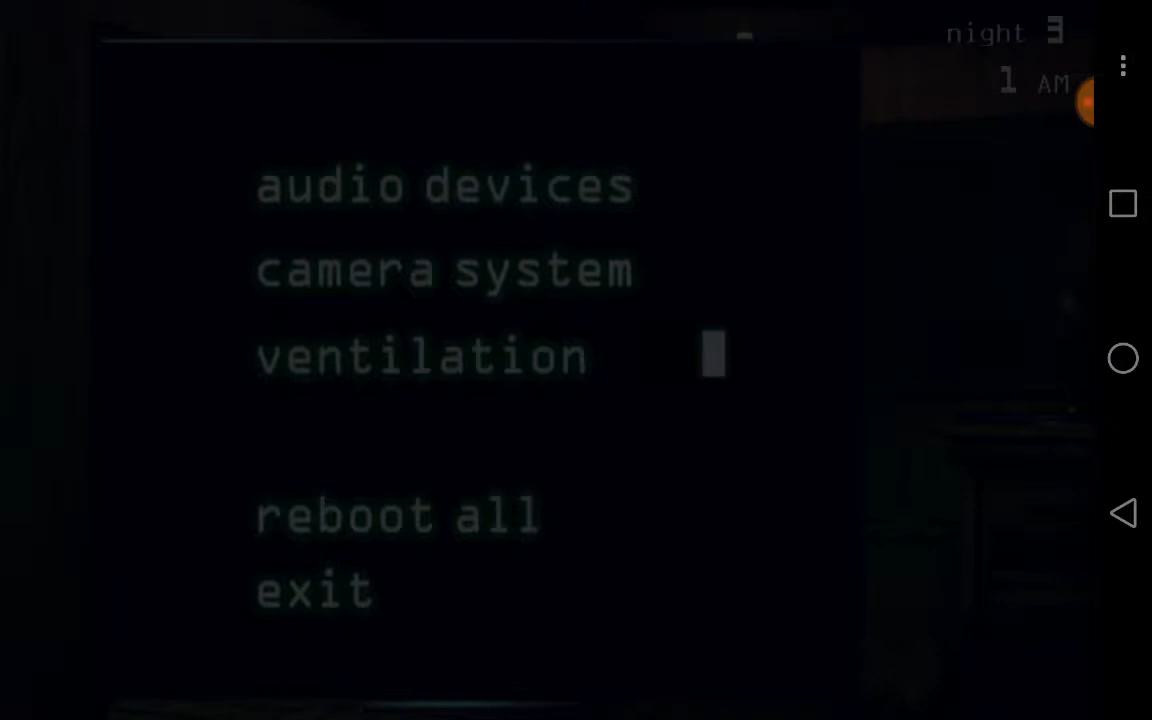 night 3
1 AM
audio devices
camera system
ventilation
reboot all
exit